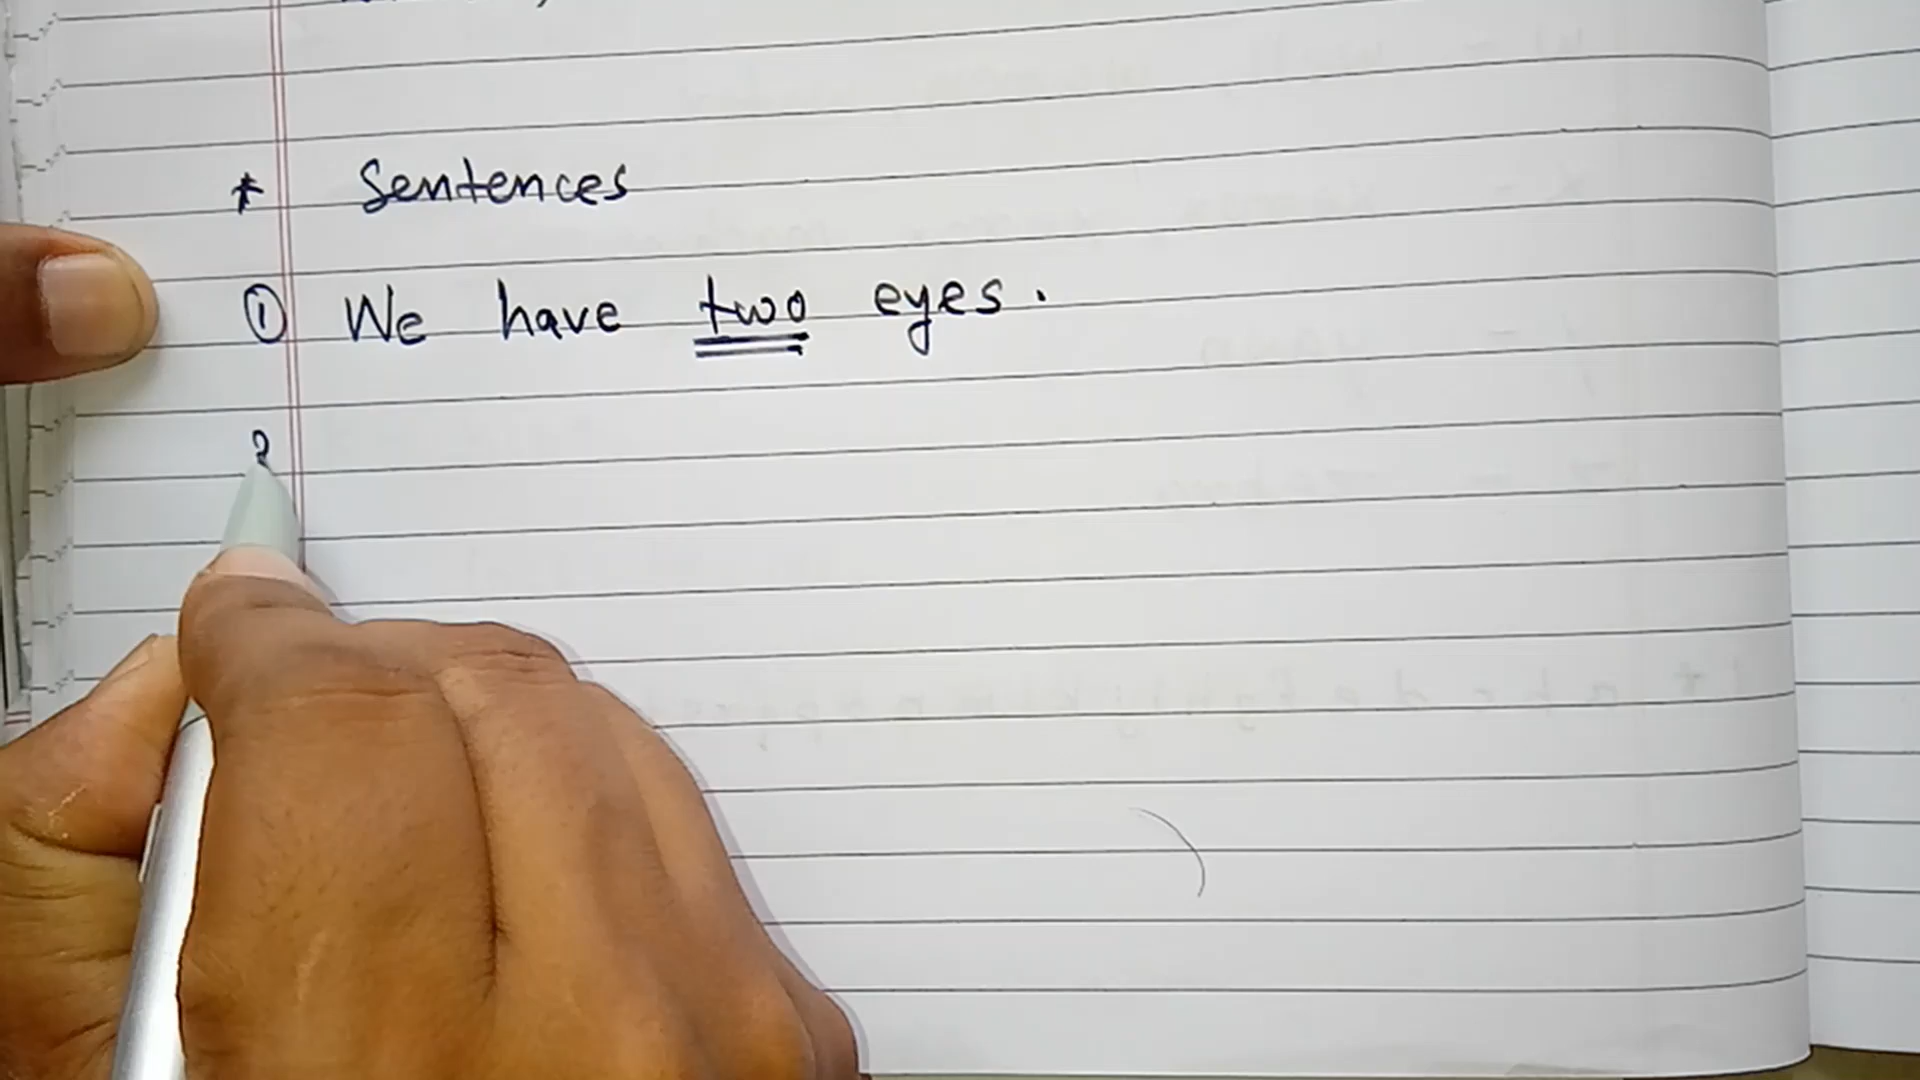 * Sentences
① We have two eyes.
2